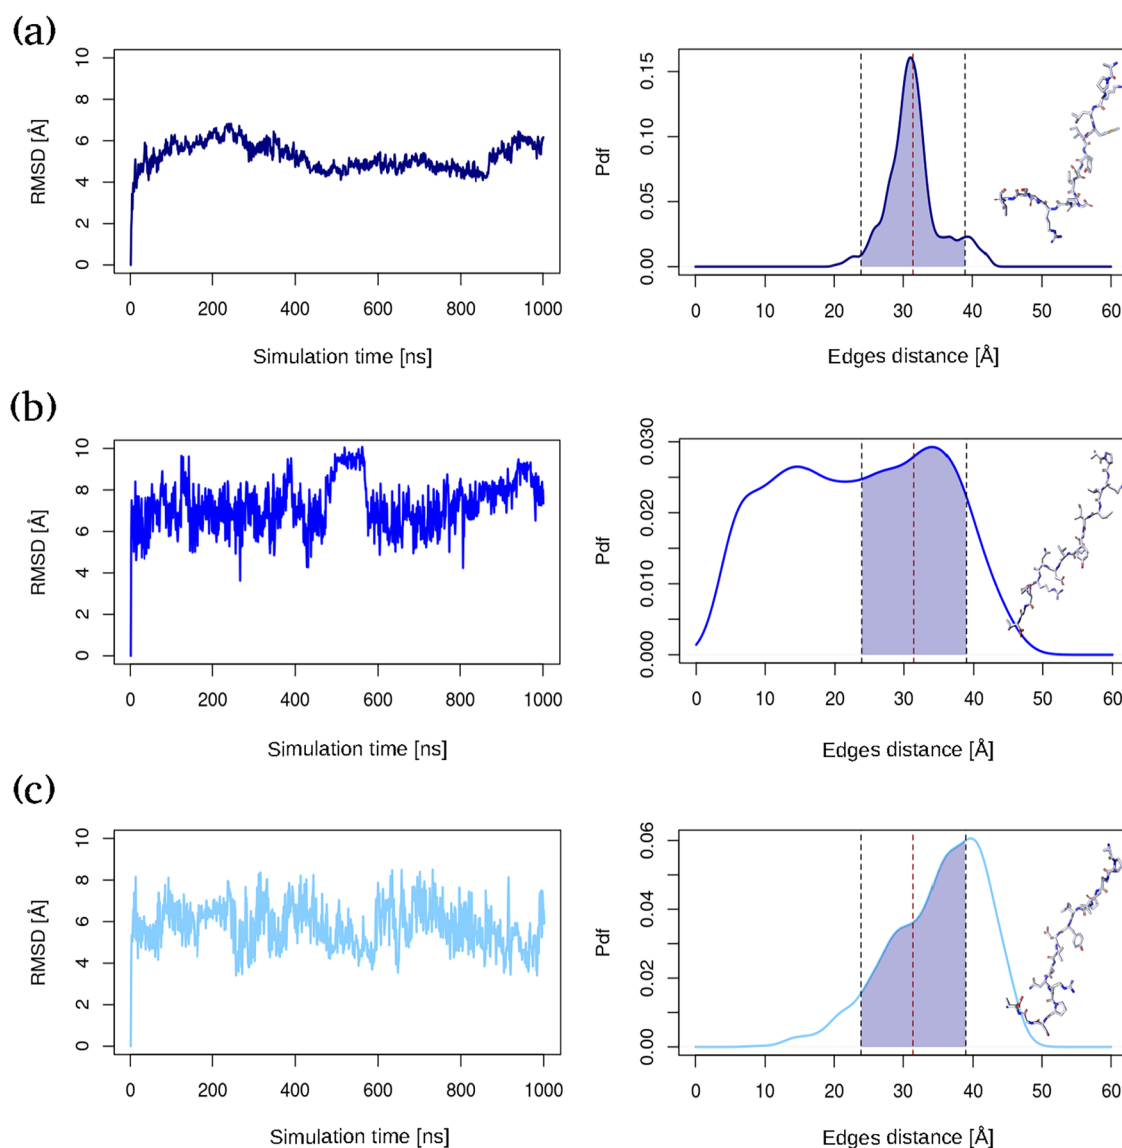 (a)
RMSD [Å]
0 2 4 6 8 10
0 200 400 600 800 1000
Simulation time [ns]
Pdf
0.00 0.05 0.10 0.15
0 10 20 30 40 50 60
Edges distance [Å]
(b)
RMSD [Å]
0 2 4 6 8 10
0 200 400 600 800 1000
Simulation time [ns]
Pdf
0.000 0.010 0.020 0.030
0 10 20 30 40 50 60
Edges distance [Å]
(c)
RMSD [Å]
0 2 4 6 8 10
0 200 400 600 800 1000
Simulation time [ns]
Pdf
0.00 0.02 0.04 0.06
0 10 20 30 40 50 60
Edges distance [Å]